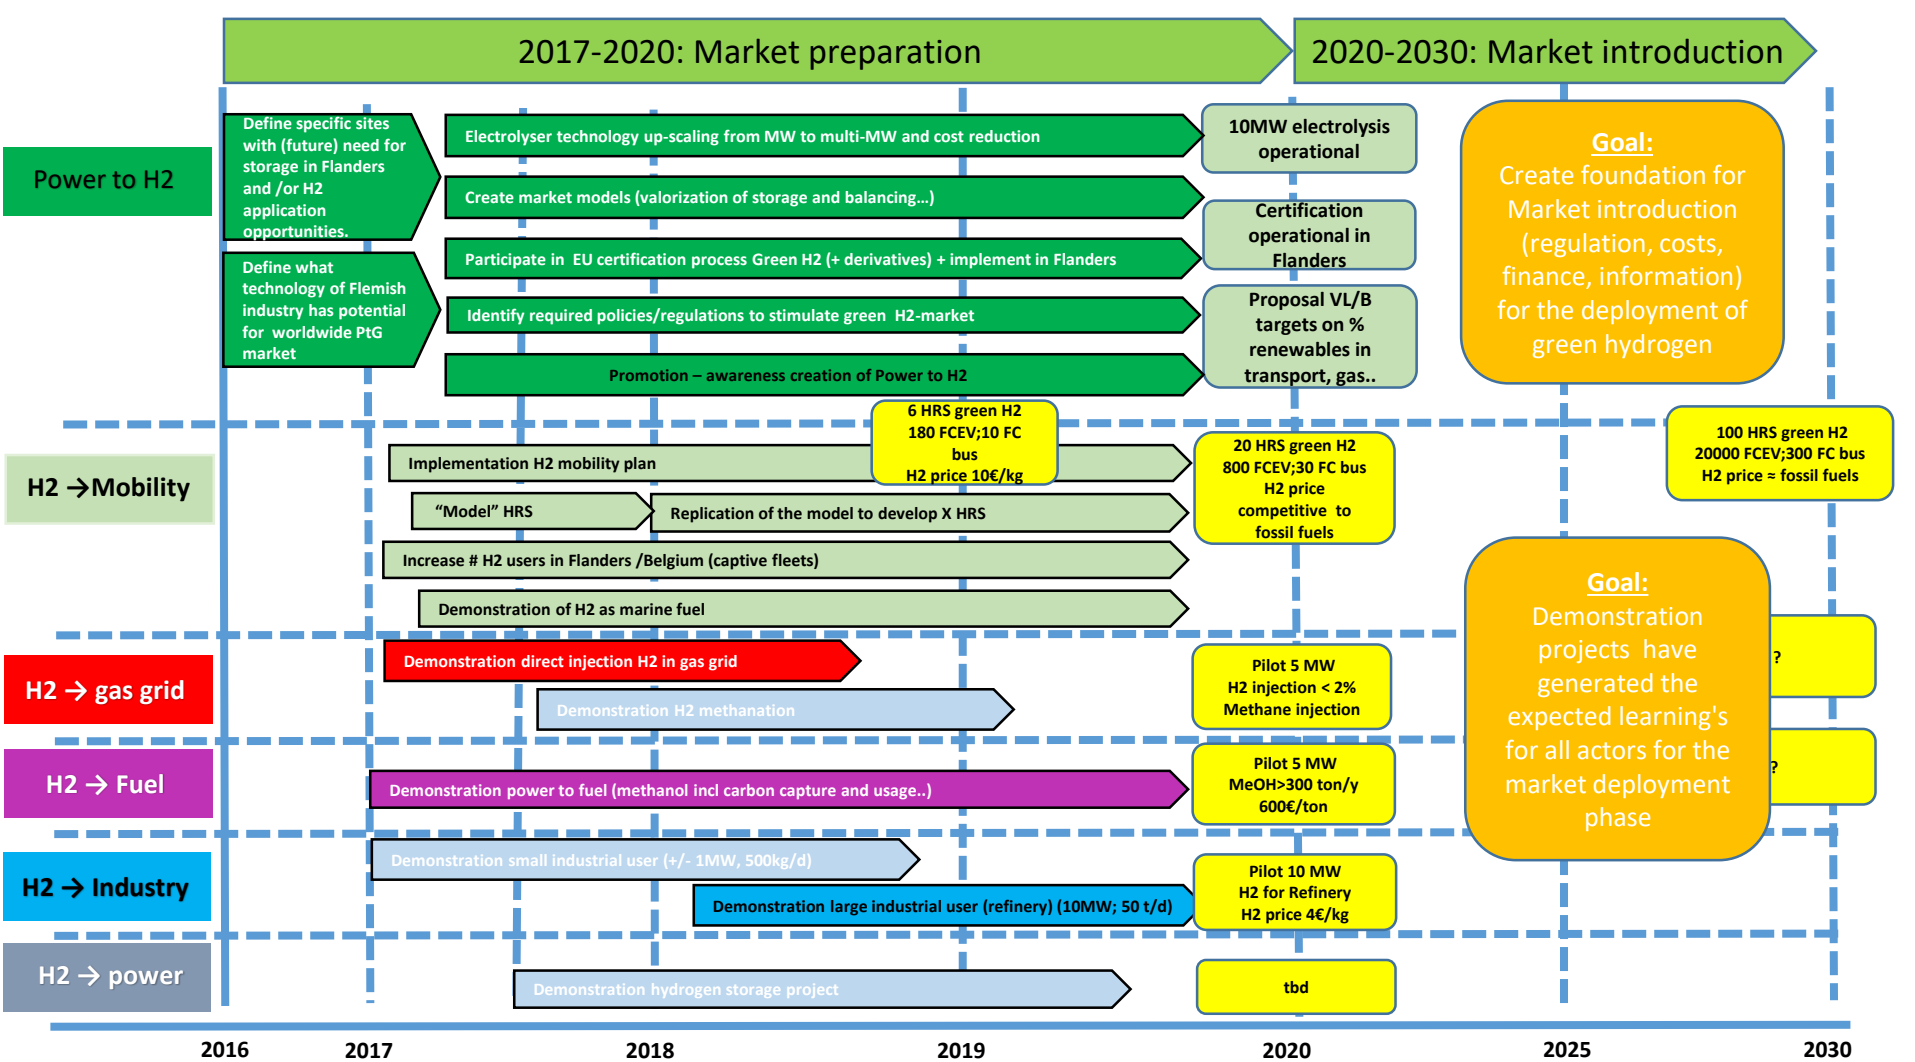 2017-2020: Market preparation
2020-2030: Market introduction
Power to H2
Define specific sites
with (future) need for
storage in Flanders
and /or H2
application
opportunities.
Define what
technology of Flemish
industry has potential
for worldwide PtG
market
Electrolyser technology up-scaling from MW to multi-MW and cost reduction
Create market models (valorization of storage and balancing…)
Participate in EU certification process Green H2 (+ derivatives) + implement in Flanders
Identify required policies/regulations to stimulate green H2-market
Promotion – awareness creation of Power to H2
10MW electrolysis
operational
Certification
operational in
Flanders
Proposal VL/B
targets on %
renewables in
transport, gas..
Goal:
Create foundation for
Market introduction
(regulation, costs,
finance, information)
for the deployment of
green hydrogen
H2 →Mobility
Implementation H2 mobility plan
6 HRS green H2
180 FCEV;10 FC
bus
H2 price 10€/kg
"Model" HRS
Replication of the model to develop X HRS
Increase # H2 users in Flanders /Belgium (captive fleets)
Demonstration of H2 as marine fuel
20 HRS green H2
800 FCEV;30 FC bus
H2 price
competitive to
fossil fuels
100 HRS green H2
20000 FCEV;300 FC bus
H2 price ≈ fossil fuels
Goal:
Demonstration
projects have
generated the
expected learning's
for all actors for the
market deployment
phase
H2 → gas grid
Demonstration direct injection H2 in gas grid
Demonstration H2 methanation
Pilot 5 MW
H2 injection < 2%
Methane injection
?
H2 → Fuel
Demonstration power to fuel (methanol incl carbon capture and usage..)
Pilot 5 MW
MeOH>300 ton/y
600€/ton
?
H2 → Industry
Demonstration small industrial user (+/- 1MW, 500kg/d)
Demonstration large industrial user (refinery) (10MW; 50 t/d)
Pilot 10 MW
H2 for Refinery
H2 price 4€/kg
H2 → power
Demonstration hydrogen storage project
tbd
2016
2017
2018
2019
2020
2025
2030